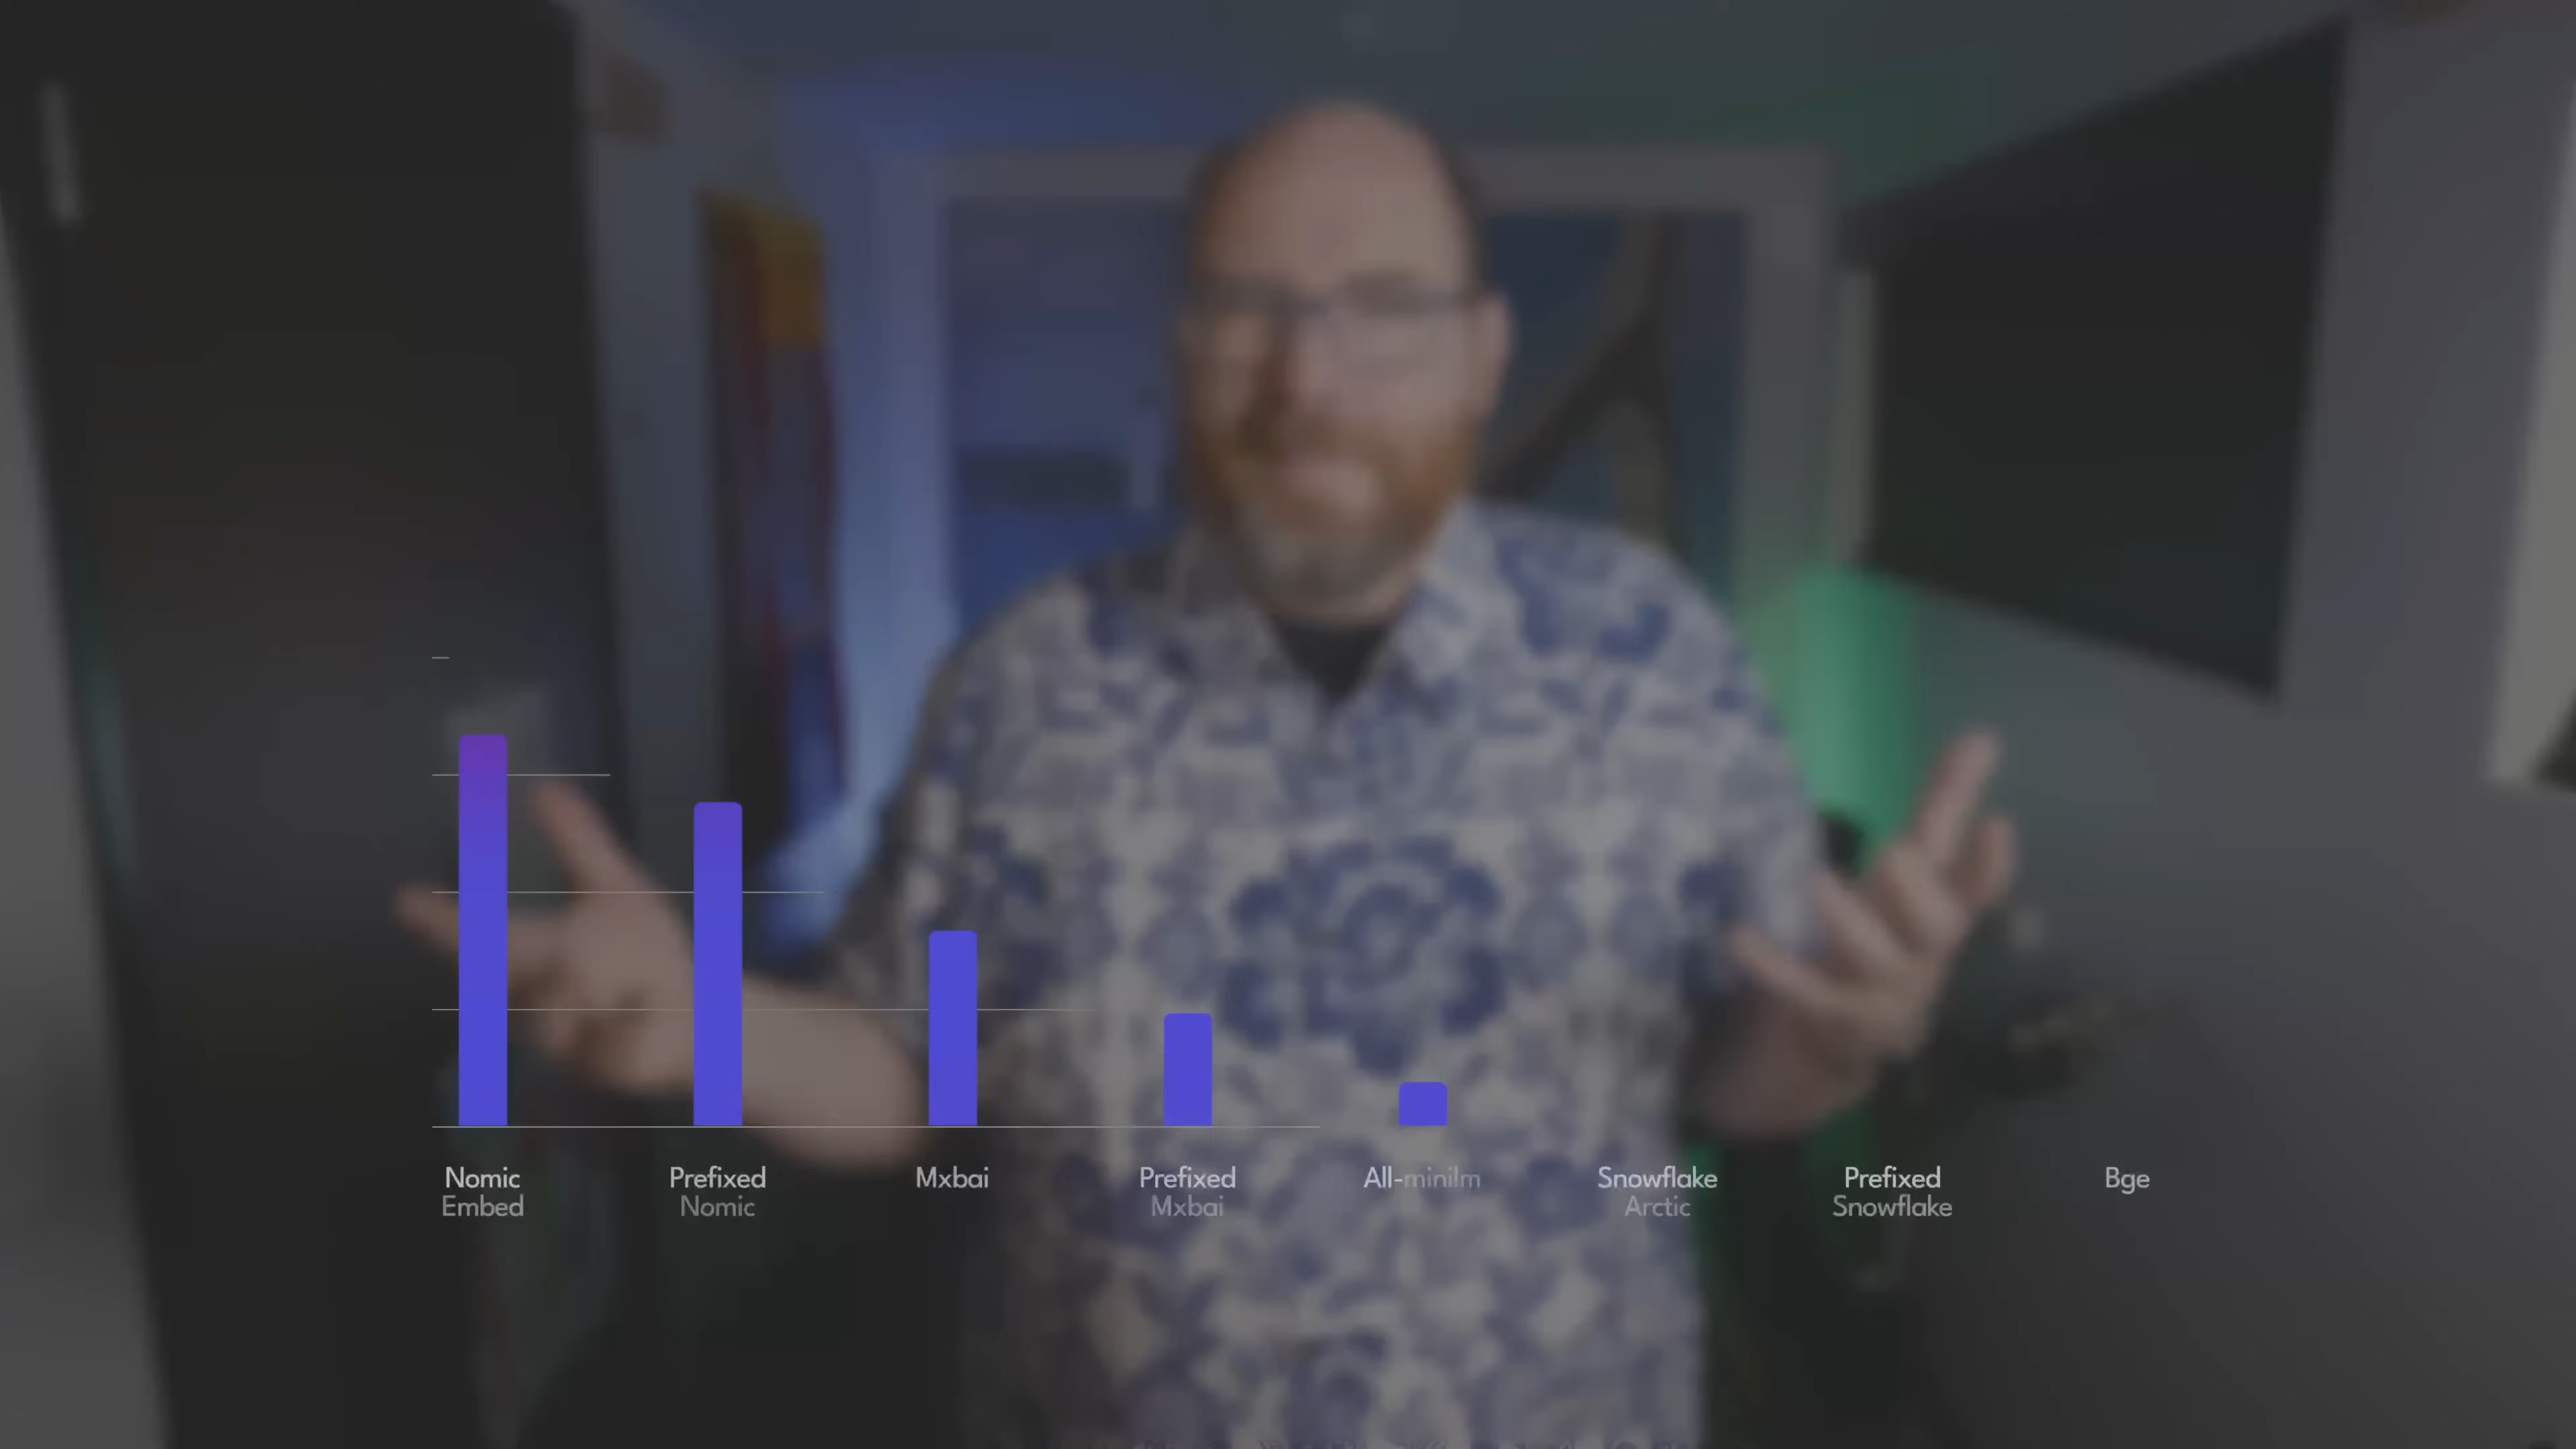 Nomic
Embed
Prefixed
Nomic
Mxbai
Prefixed
Mxbai
All-minilm
Snowflake
Arctic
Prefixed
Snowflake
Bge